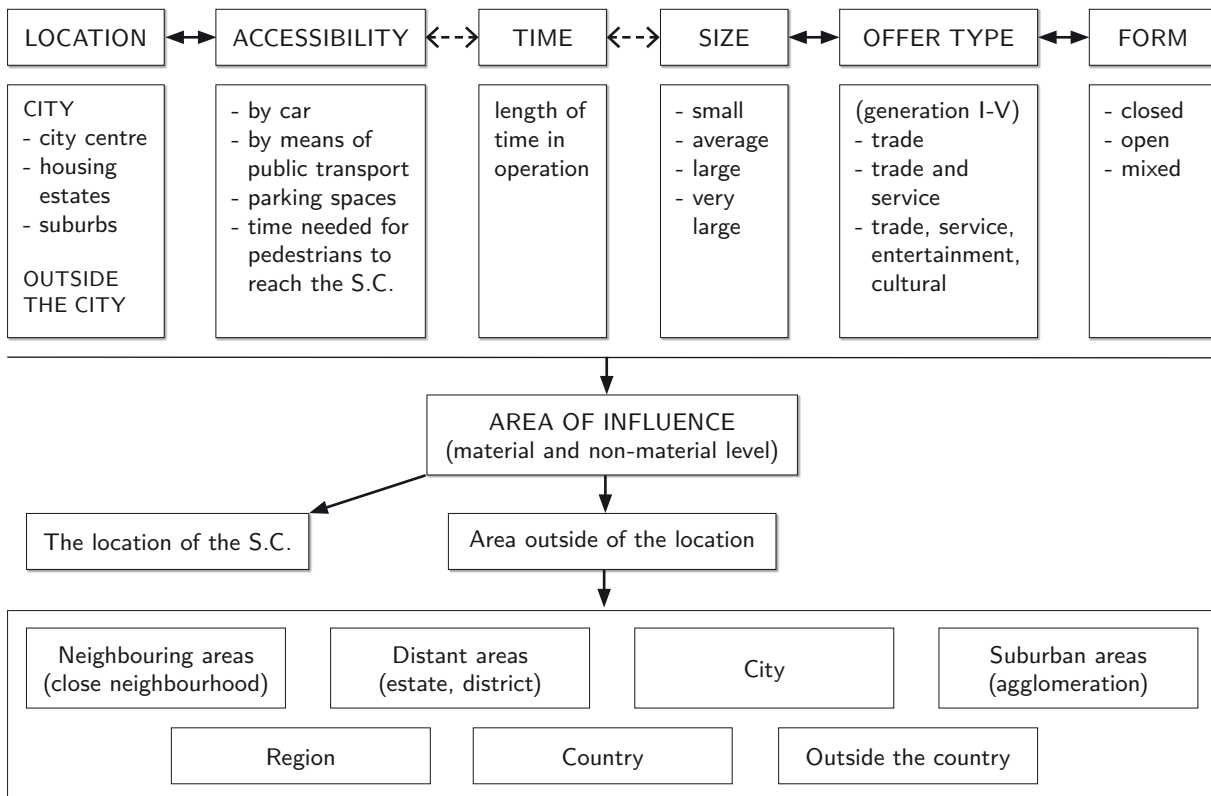 LOCATION
ACCESSIBILITY
TIME
SIZE
OFFER TYPE
FORM
CITY
- city centre
- housing
estates
- suburbs
OUTSIDE
THE CITY
- by car
- by means of
public transport
- parking spaces
- time needed for
pedestrians to
reach the S.C.
length of
time in
operation
- small
- average
- large
- very
large
(generation I-V)
- trade
- trade and
service
- trade, service,
entertainment,
cultural
- closed
- open
- mixed
AREA OF INFLUENCE
(material and non-material level)
The location of the S.C.
Area outside of the location
Neighbouring areas
(close neighbourhood)
Distant areas
(estate, district)
City
Suburban areas
(agglomeration)
Region
Country
Outside the country